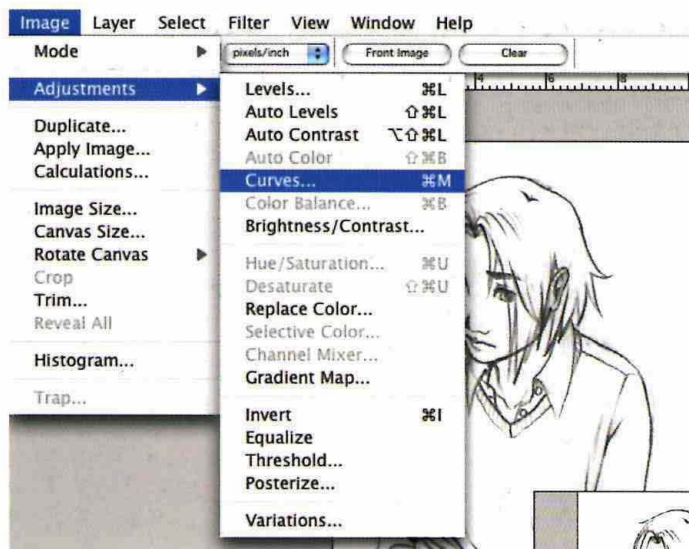 Image Layer Select Filter View Window Help
Mode ▶
pixels/inch Front Image Clear
Adjustments ▶
Duplicate...
Apply Image...
Calculations...
Image Size...
Canvas Size...
Rotate Canvas ▶
Crop
Trim...
Reveal All
Histogram...
Trap...
Levels... ⌘L
Auto Levels ⇧⌘L
Auto Contrast ⌥⇧⌘L
Auto Color ⇧⌘B
Curves... ⌘M
Color Balance... ⌘B
Brightness/Contrast...
Hue/Saturation... ⌘U
Desaturate ⇧⌘U
Replace Color...
Selective Color...
Channel Mixer...
Gradient Map...
Invert ⌘I
Equalize
Threshold...
Posterize...
Variations...
4 6 8